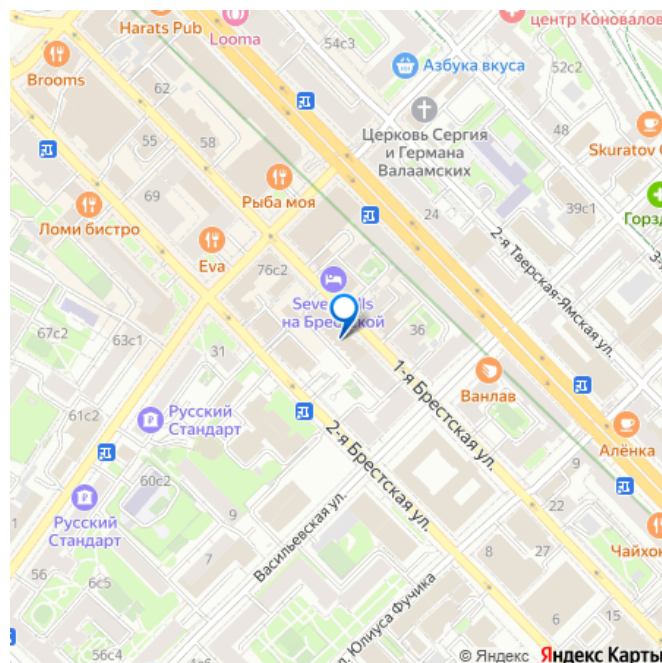 Harats Pub
Looma
54с3
центр Коновалов
Brooms
62
Азбука вкуса
52с2
55
58
Церковь Сергия
и Германа
Валаамских
48
Skuratov C
69
Рыба моя
24
39с1
Горзд
Ломи бистро
Eva
76с2
2-я Тверская-Ямская ул.
3-
67с2
63с1
31
на Брестской
36
61с2
Русский
Стандарт
1-я Брестская ул.
Ванлав
2-я Брестская ул.
Алёнка
60с2
9
9
22
1
Русский
Стандарт
7
Васильевская ул.
8
27
Чайхон
56
6с5
6
15
ул. Юлиуса Фучика
56с4
© Яндекс Яндекс Карты